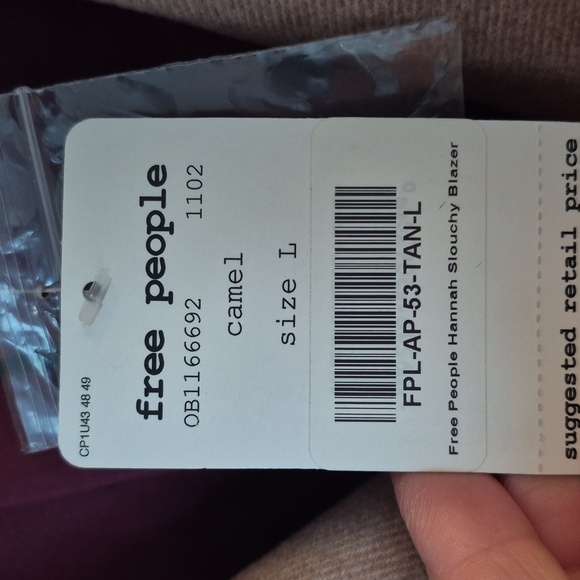 CP1U43 48 49
free people
OB1166692 1102
camel
size L
FPL-AP-53-TAN-L
Free People Hannah Slouchy Blazer
suggested retail price